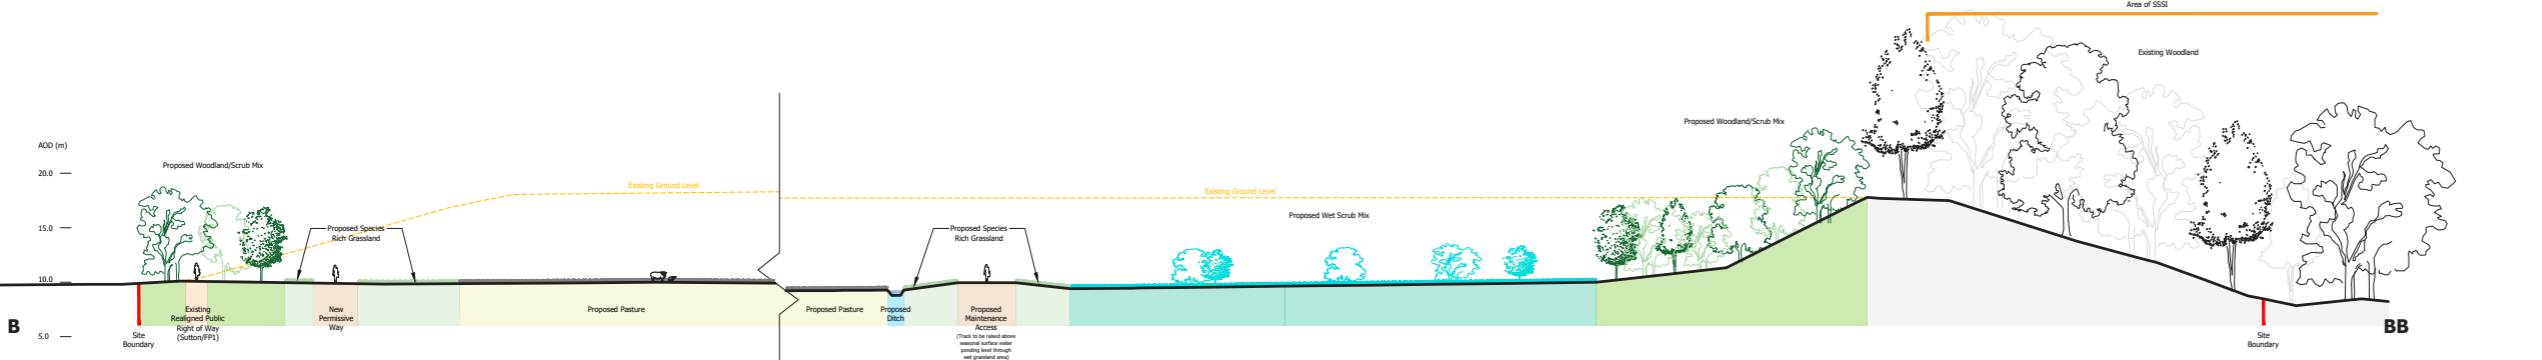 Area of SSSI
Existing Woodland
Proposed Woodland/Scrub Mix
AOD (m)
Proposed Woodland/Scrub Mix
20.0
Existing Ground Level
Existing Ground Level
Proposed Wet Scrub Mix
15.0
Proposed Species
Rich Grassland
Proposed Species
Rich Grassland
10.0
Existing
Realigned Public
Right of Way
(Sutton/FP1)
New
Permissive
Way
Proposed Pasture
Proposed Pasture
Proposed
Ditch
Proposed
Maintenance
Access
(Track to be raised above
seasonal surface water
ponding level through
wet grassland area)
B
BB
5.0
Site
Boundary
Site
Boundary